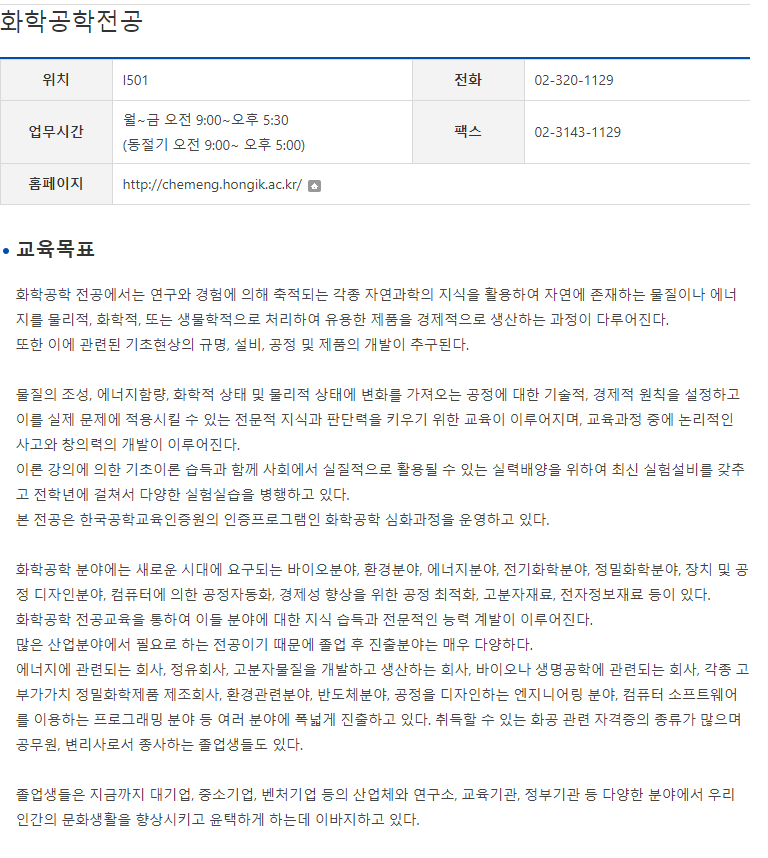 화학공학전공
위치 I501 전화 02-320-1129
업무시간 월~금 오전 9:00~오후 5:30
(동절기 오전 9:00~ 오후 5:00) 팩스 02-3143-1129
홈페이지 http://chemeng.hongik.ac.kr/
교육목표
화학공학 전공에서는 연구와 경험에 의해 축적되는 각종 자연과학의 지식을 활용하여 자연에 존재하는 물질이나 에너
지를 물리적, 화학적, 또는 생물학적으로 처리하여 유용한 제품을 경제적으로 생산하는 과정이 다루어진다.
또한 이에 관련된 기초현상의 규명, 설비, 공정 및 제품의 개발이 추구된다.
물질의 조성, 에너지함량, 화학적 상태 및 물리적 상태에 변화를 가져오는 공정에 대한 기술적, 경제적 원칙을 설정하고
이를 실제 문제에 적용시킬 수 있는 전문적 지식과 판단력을 키우기 위한 교육이 이루어지며, 교육과정 중에 논리적인
사고와 창의력의 개발이 이루어진다.
이론 강의에 의한 기초이론 습득과 함께 사회에서 실질적으로 활용될 수 있는 실력배양을 위하여 최신 실험설비를 갖추
고 전학년에 걸쳐서 다양한 실험실습을 병행하고 있다.
본 전공은 한국공학교육인증원의 인증프로그램인 화학공학 심화과정을 운영하고 있다.
화학공학 분야에는 새로운 시대에 요구되는 바이오분야, 환경분야, 에너지분야, 전기화학분야, 정밀화학분야, 장치 및 공
정 디자인분야, 컴퓨터에 의한 공정자동화, 경제성 향상을 위한 공정 최적화, 고분자재료, 전자정보재료 등이 있다.
화학공학 전공교육을 통하여 이들 분야에 대한 지식 습득과 전문적인 능력 계발이 이루어진다.
많은 산업분야에서 필요로 하는 전공이기 때문에 졸업 후 진출분야는 매우 다양하다.
에너지에 관련되는 회사, 정유회사, 고분자물질을 개발하고 생산하는 회사, 바이오나 생명공학에 관련되는 회사, 각종 고
부가가치 정밀화학제품 제조회사, 환경관련분야, 반도체분야, 공정을 디자인하는 엔지니어링 분야, 컴퓨터 소프트웨어
를 이용하는 프로그래밍 분야 등 여러 분야에 폭넓게 진출하고 있다. 취득할 수 있는 화공 관련 자격증의 종류가 많으며
공무원, 변리사로서 종사하는 졸업생들도 있다.
졸업생들은 지금까지 대기업, 중소기업, 벤처기업 등의 산업체와 연구소, 교육기관, 정부기관 등 다양한 분야에서 우리
인간의 문화생활을 향상시키고 윤택하게 하는데 이바지하고 있다.